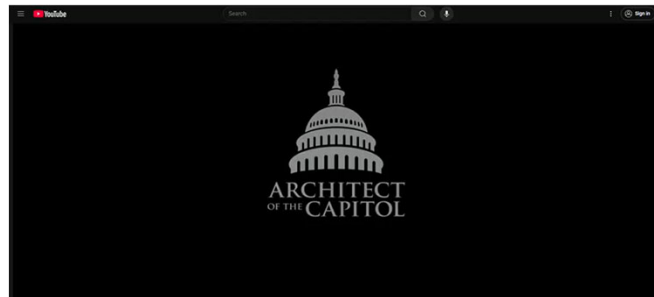 YouTube
Search
Sign in
ARCHITECT
OF THE CAPITOL